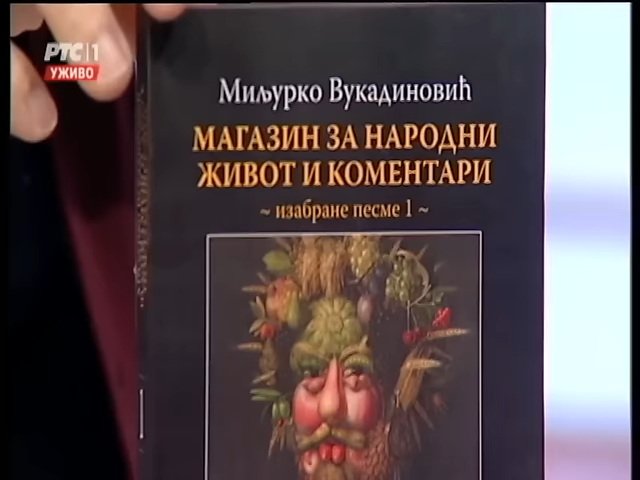 РТС|1
УЖИВО
Миљурко Вукадиновић
МАГАЗИН ЗА НАРОДНИ
ЖИВОТ И КОМЕНТАРИ
~ изабране песме 1 ~